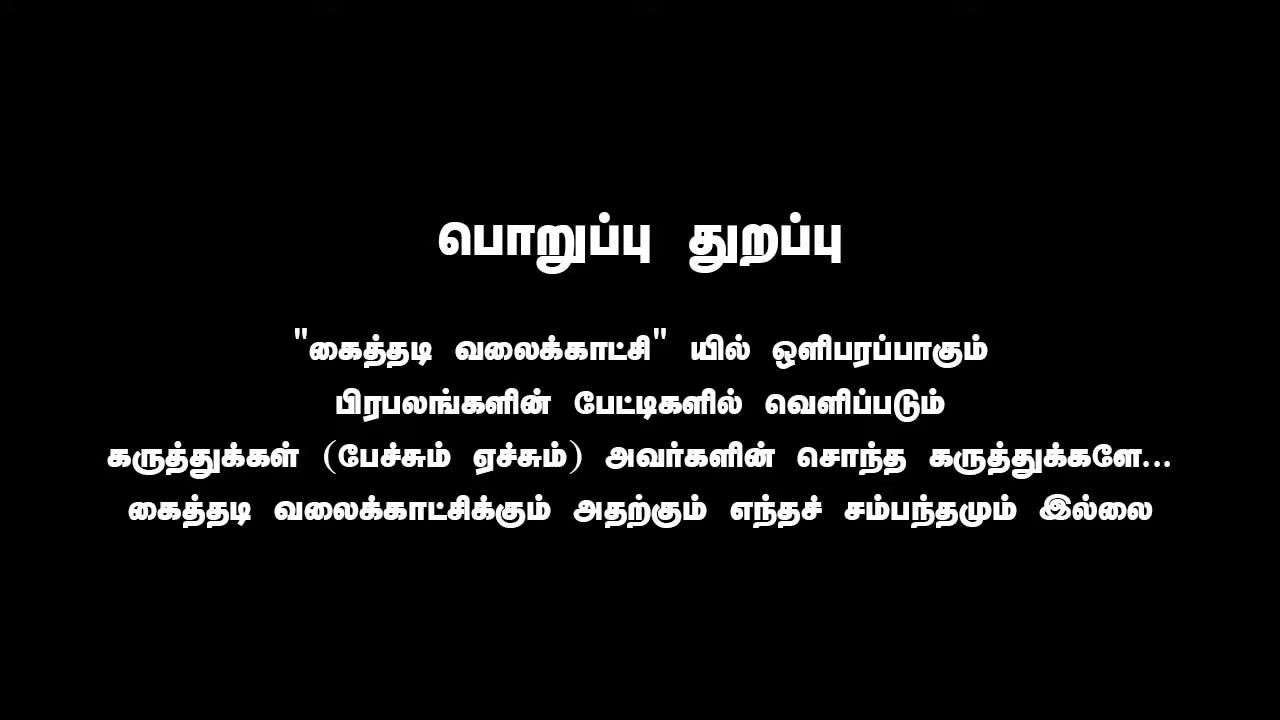 பொறுப்பு துறப்பு
"கைத்தடி வலைக்காட்சி" யில் ஒளிபரப்பாகும்
பிரபலங்களின் பேட்டிகளில் வெளிப்படும்
கருத்துக்கள் (பேச்சும் ஏச்சும்) அவர்களின் சொந்த கருத்துக்களே...
கைத்தடி வலைக்காட்சிக்கும் அதற்கும் எந்தச் சம்பந்தமும் இல்லை